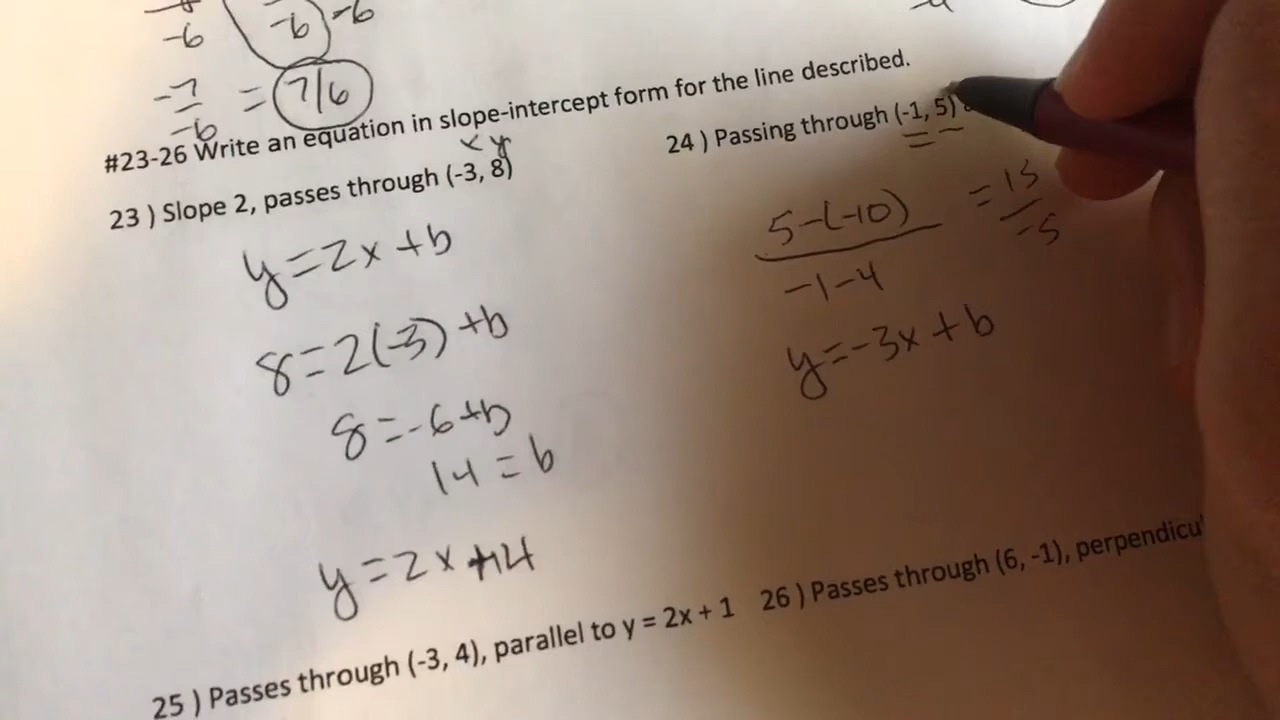 -6
-6 -6
-7/-6 = 7/6
#23-26 Write an equation in slope-intercept form for the line described.
x y
23 ) Slope 2, passes through (-3, 8)
y=2x+b
8=2(-3)+b
8=-6+b
14=b
y=2x+14
24 ) Passing through (-1, 5)
5-(-10)/-1-4 = 15/-5
y=-3x+b
25 ) Passes through (-3, 4), parallel to y = 2x + 1
26 ) Passes through (6, -1),